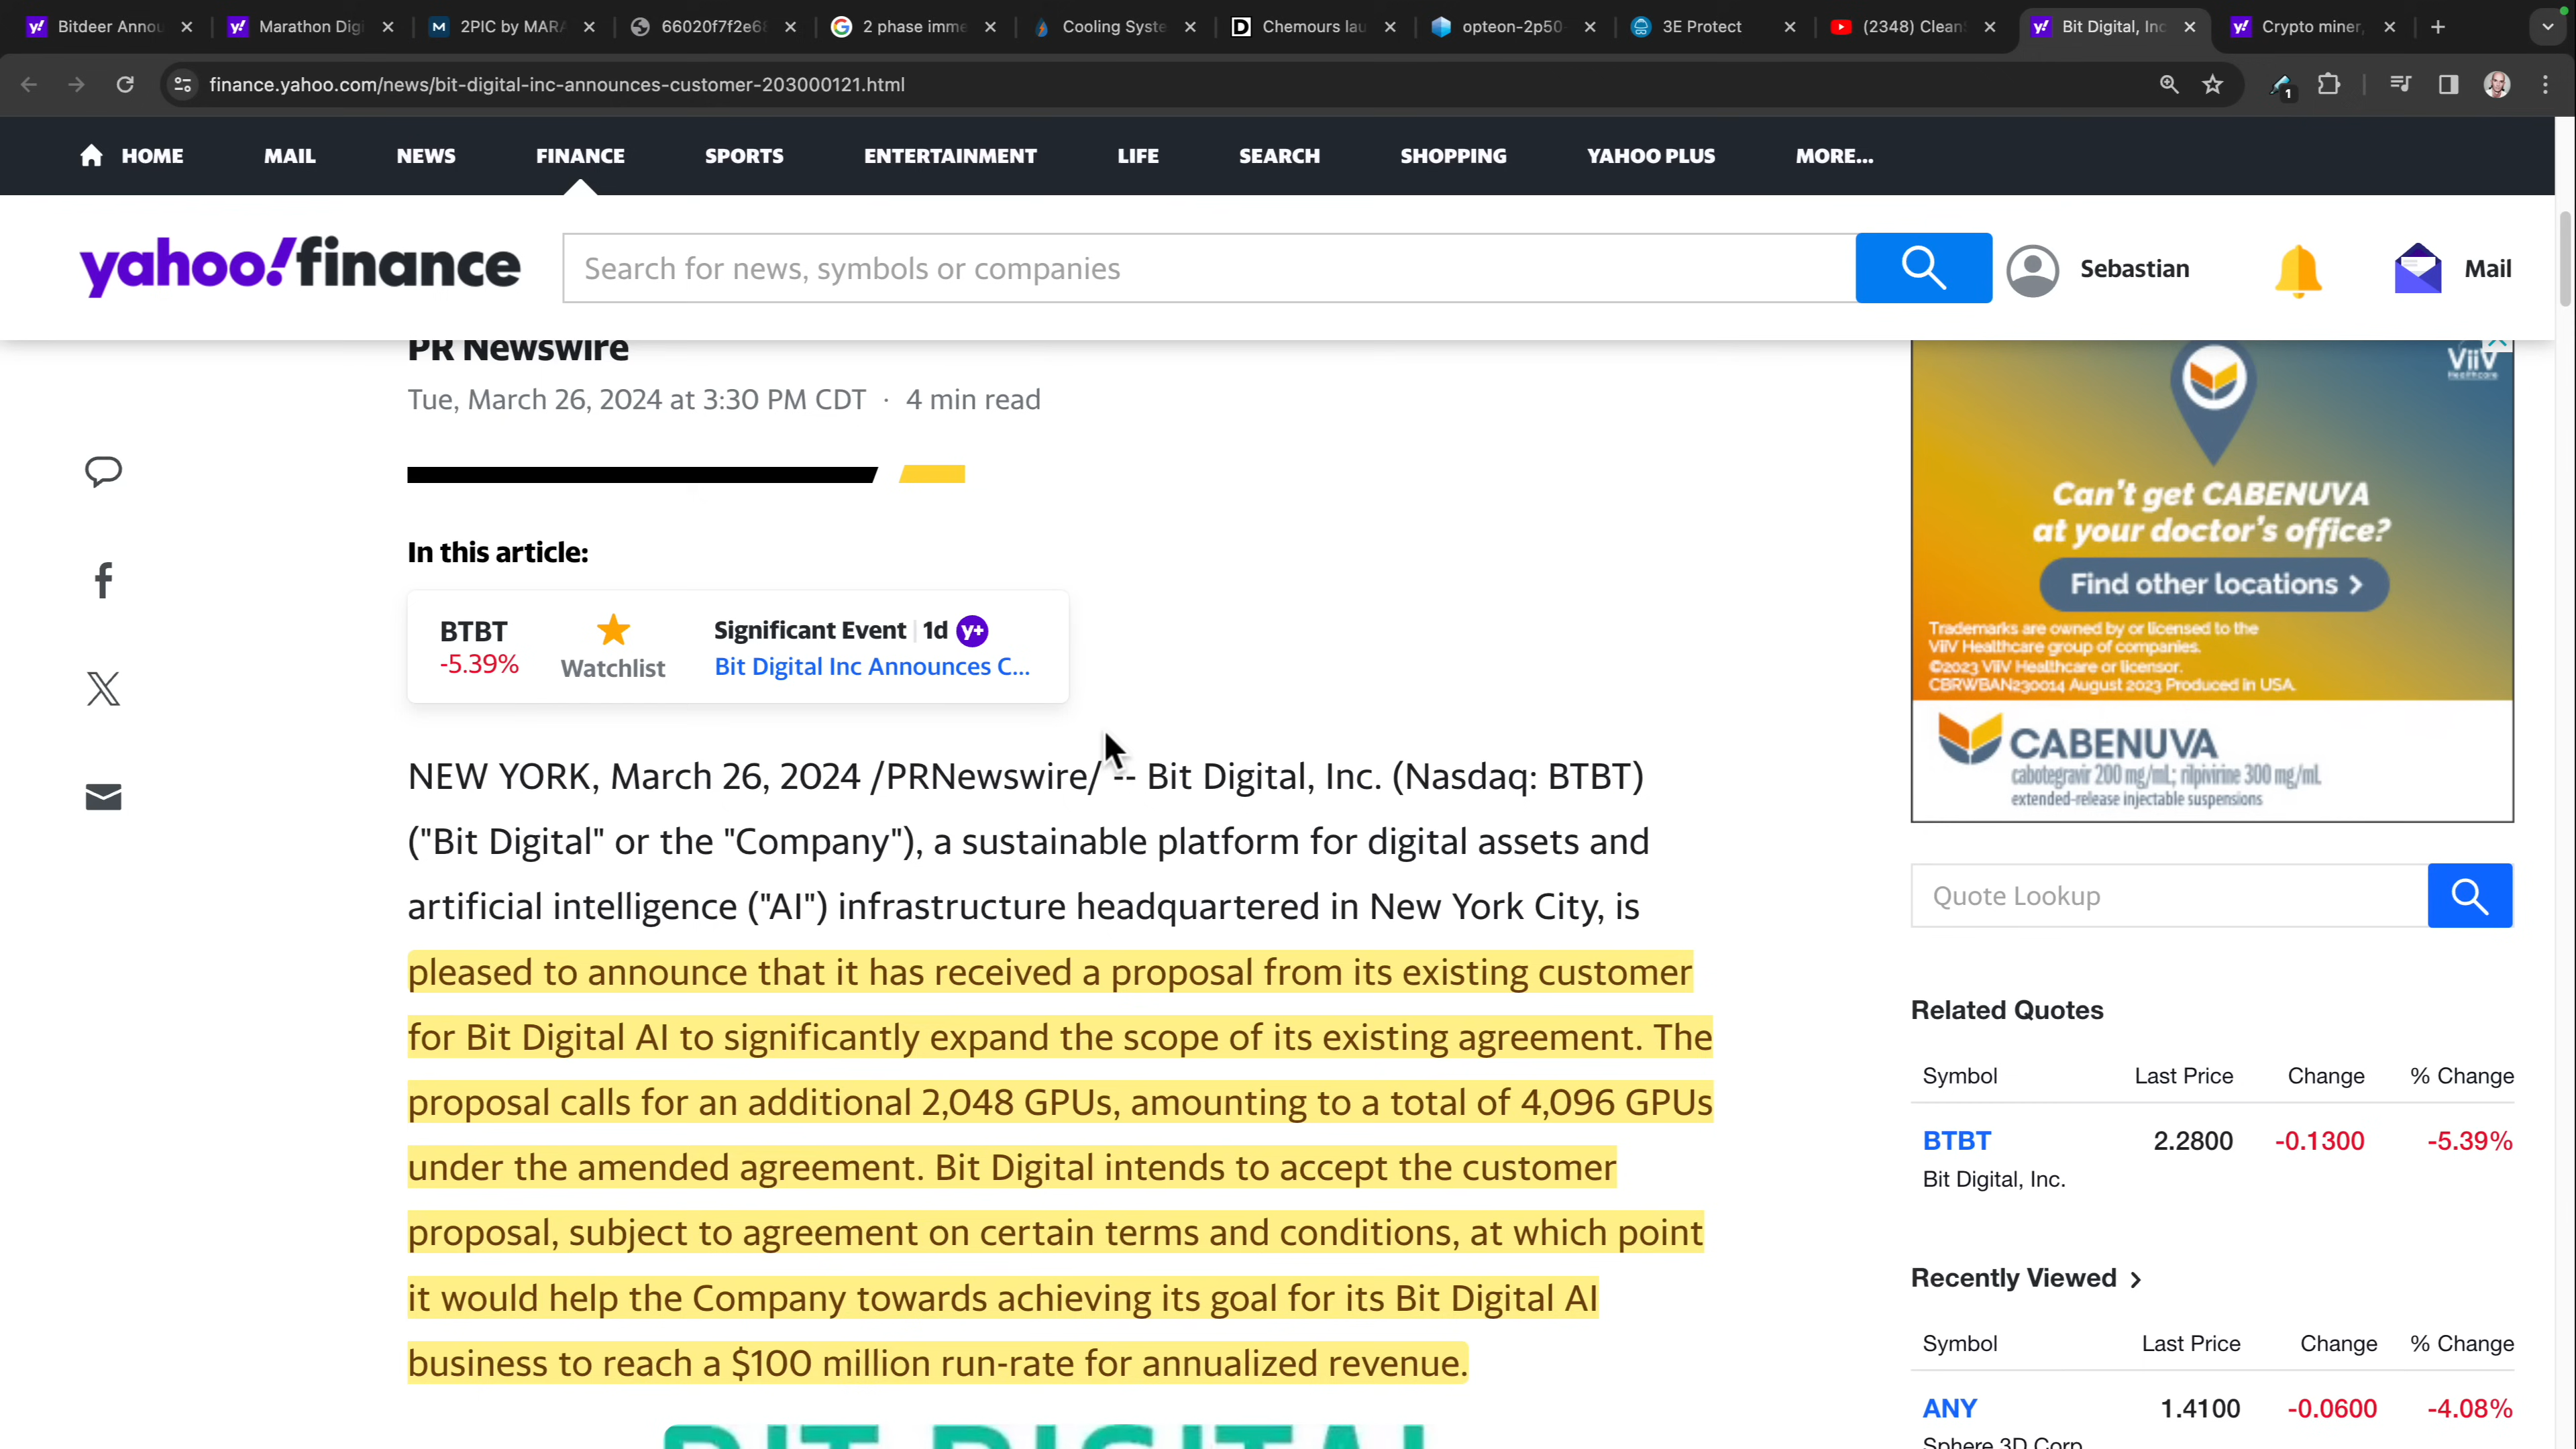 Bitdeer Annou
Marathon Dig
2PIC by MARA
66020f7f2e6
2 phase imme
Cooling Syste
Chemours lau
opteon-2p50
3E Protect
(2348) Clean
Bit Digital, Inc
Crypto miner,
finance.yahoo.com/news/bit-digital-inc-announces-customer-203000121.html
1
HOME MAIL NEWS FINANCE SPORTS ENTERTAINMENT LIFE SEARCH SHOPPING YAHOO PLUS MORE...
yahoo!finance
Search for news, symbols or companies
Sebastian
Mail
PR Newswire
Tue, March 26, 2024 at 3:30 PM CDT · 4 min read
In this article:
BTBT
-5.39%
Watchlist
Significant Event | 1d y+
Bit Digital Inc Announces C...
NEW YORK, March 26, 2024 /PRNewswire/ -- Bit Digital, Inc. (Nasdaq: BTBT)
("Bit Digital" or the "Company"), a sustainable platform for digital assets and
artificial intelligence ("AI") infrastructure headquartered in New York City, is
pleased to announce that it has received a proposal from its existing customer
for Bit Digital AI to significantly expand the scope of its existing agreement. The
proposal calls for an additional 2,048 GPUs, amounting to a total of 4,096 GPUs
under the amended agreement. Bit Digital intends to accept the customer
proposal, subject to agreement on certain terms and conditions, at which point
it would help the Company towards achieving its goal for its Bit Digital AI
business to reach a $100 million run-rate for annualized revenue.
BIT DIGITAL
ViiV
Healthcare
Can't get CABENUVA
at your doctor's office?
Find other locations >
Trademarks are owned by or licensed to the
ViiV Healthcare group of companies.
©2023 ViiV Healthcare or licensor.
CBRWBAN230014 August 2023 Produced in USA.
CABENUVA
cabotegravir 200 mg/mL; rilpivirine 300 mg/mL
extended-release injectable suspensions
Quote Lookup
Related Quotes
Symbol Last Price Change % Change
BTBT 2.2800 -0.1300 -5.39%
Bit Digital, Inc.
Recently Viewed >
Symbol Last Price Change % Change
ANY 1.4100 -0.0600 -4.08%
Sphere 3D Corp